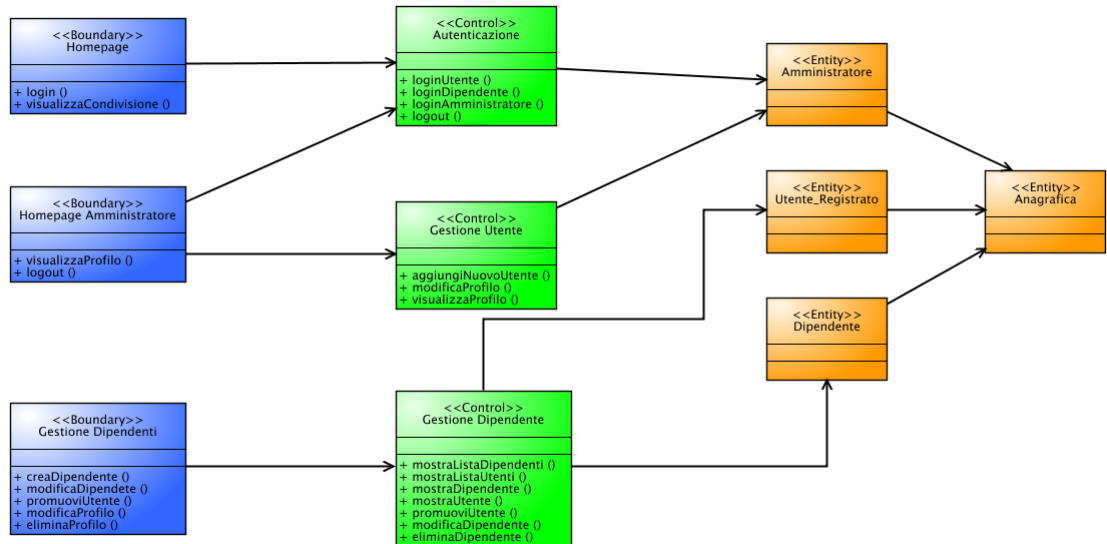 <<Boundary>>
Homepage
+ login ()
+ visualizzaCondivisione ()
<<Control>>
Autenticazione
+ loginUtente ()
+ loginDipendente ()
+ loginAmministratore ()
+ logout ()
<<Entity>>
Amministratore
<<Boundary>>
Homepage Amministratore
+ visualizzaProfilo ()
+ logout ()
<<Control>>
Gestione Utente
+ aggiungiNuovoUtente ()
+ modificaProfilo ()
+ visualizzaProfilo ()
<<Entity>>
Utente_Registrato
<<Entity>>
Anagrafica
<<Entity>>
Dipendente
<<Boundary>>
Gestione Dipendenti
+ creaDipendente ()
+ modificaDipendete ()
+ promuoviUtente ()
+ modificaProfilo ()
+ eliminaProfilo ()
<<Control>>
Gestione Dipendente
+ mostraListaDipendenti ()
+ mostraListaUtenti ()
+ mostraDipendente ()
+ mostraUtente ()
+ promuoviUtente ()
+ modificaDipendente ()
+ eliminaDipendente ()